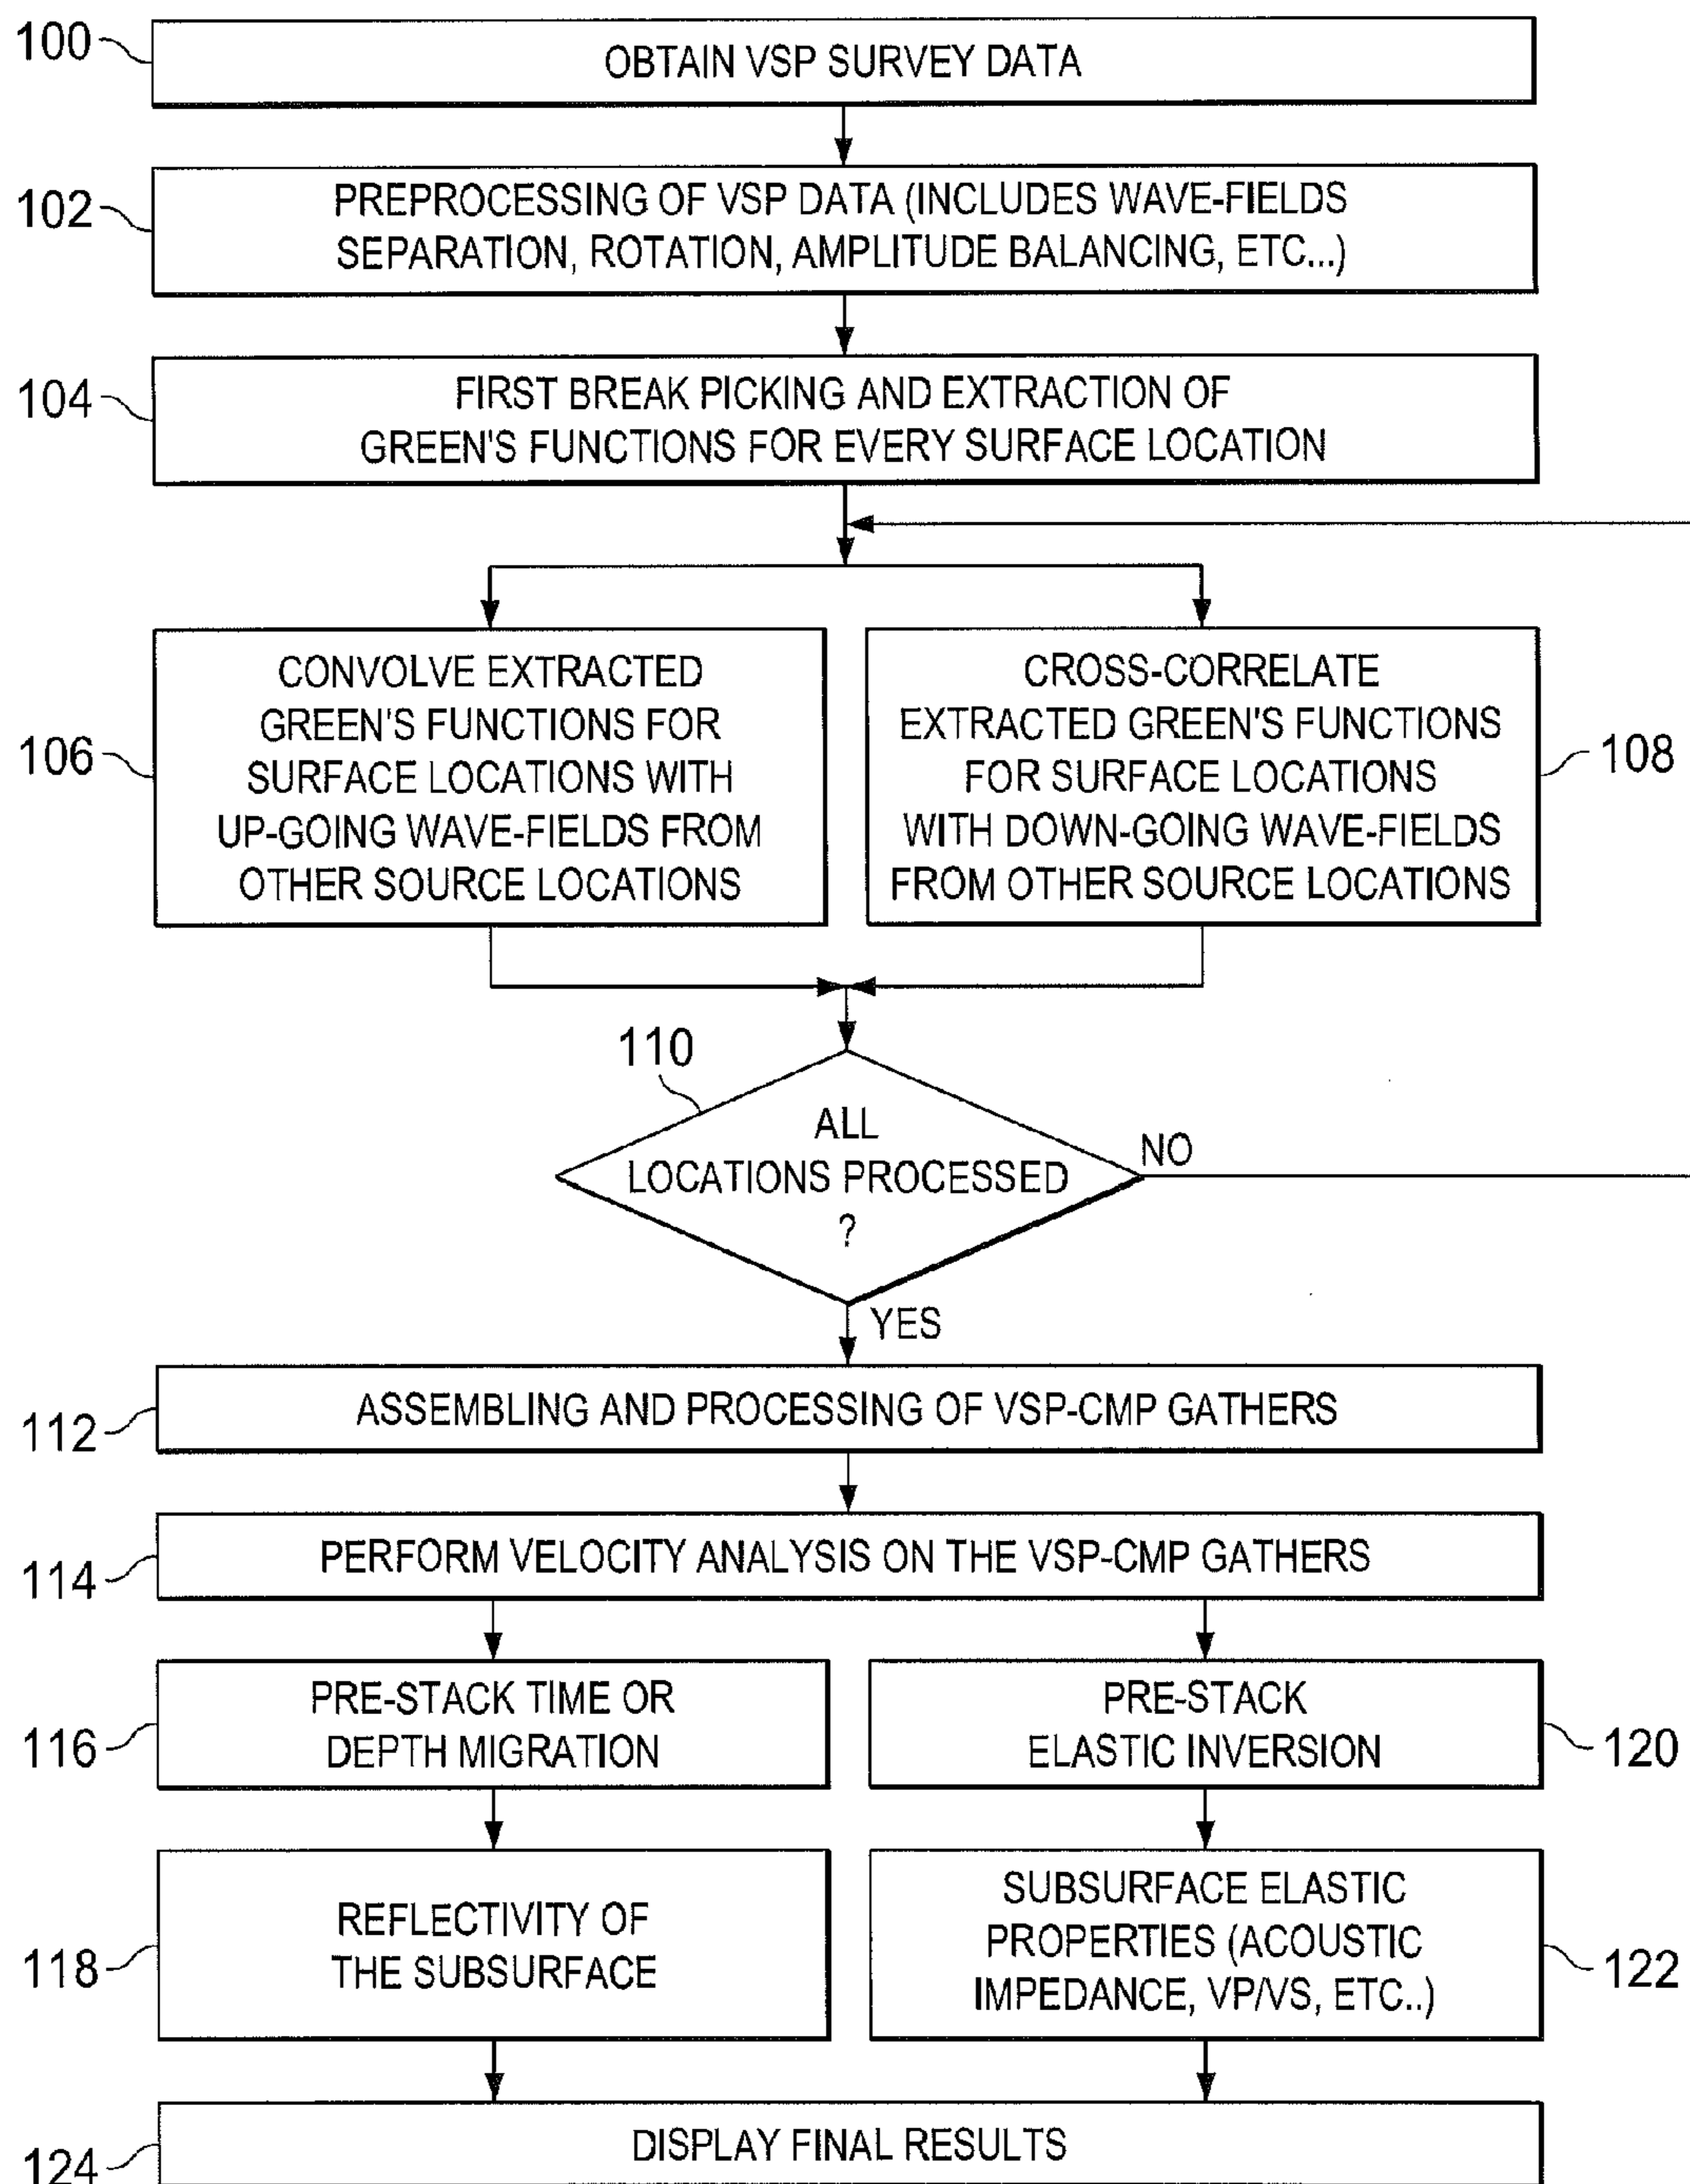 100
OBTAIN VSP SURVEY DATA
102
PREPROCESSING OF VSP DATA (INCLUDES WAVE-FIELDS
SEPARATION, ROTATION, AMPLITUDE BALANCING, ETC...)
104
FIRST BREAK PICKING AND EXTRACTION OF
GREEN'S FUNCTIONS FOR EVERY SURFACE LOCATION
106
CONVOLVE EXTRACTED
GREEN'S FUNCTIONS FOR
SURFACE LOCATIONS WITH
UP-GOING WAVE-FIELDS FROM
OTHER SOURCE LOCATIONS
CROSS-CORRELATE
EXTRACTED GREEN'S FUNCTIONS
FOR SURFACE LOCATIONS
WITH DOWN-GOING WAVE-FIELDS
FROM OTHER SOURCE LOCATIONS
108
110
ALL
LOCATIONS PROCESSED
?
NO
YES
112
ASSEMBLING AND PROCESSING OF VSP-CMP GATHERS
114
PERFORM VELOCITY ANALYSIS ON THE VSP-CMP GATHERS
116
PRE-STACK TIME OR
DEPTH MIGRATION
PRE-STACK
ELASTIC INVERSION
120
118
REFLECTIVITY OF
THE SUBSURFACE
SUBSURFACE ELASTIC
PROPERTIES (ACOUSTIC
IMPEDANCE, VP/VS, ETC..)
122
124
DISPLAY FINAL RESULTS